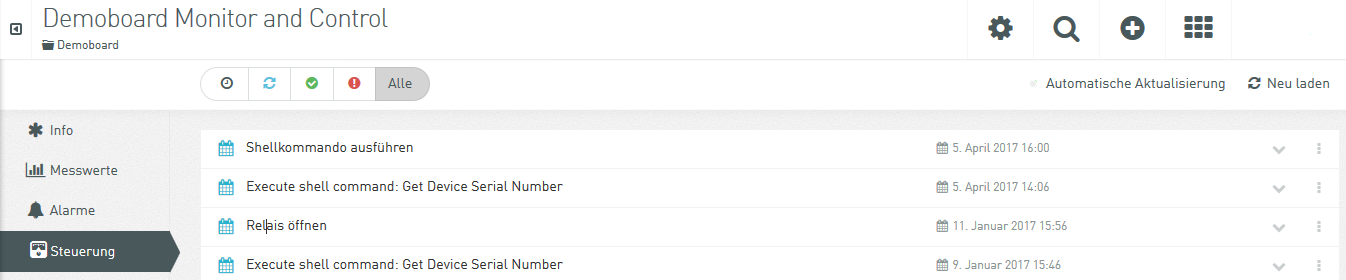 Demoboard Monitor and Control
Demoboard
Alle
Automatische Aktualisierung
Neu laden
Info
Messwerte
Alarme
Steuerung
Shellkommando ausführen
5. April 2017 16:00
Execute shell command: Get Device Serial Number
5. April 2017 14:06
Relais öffnen
11. Januar 2017 15:56
Execute shell command: Get Device Serial Number
9. Januar 2017 15:46